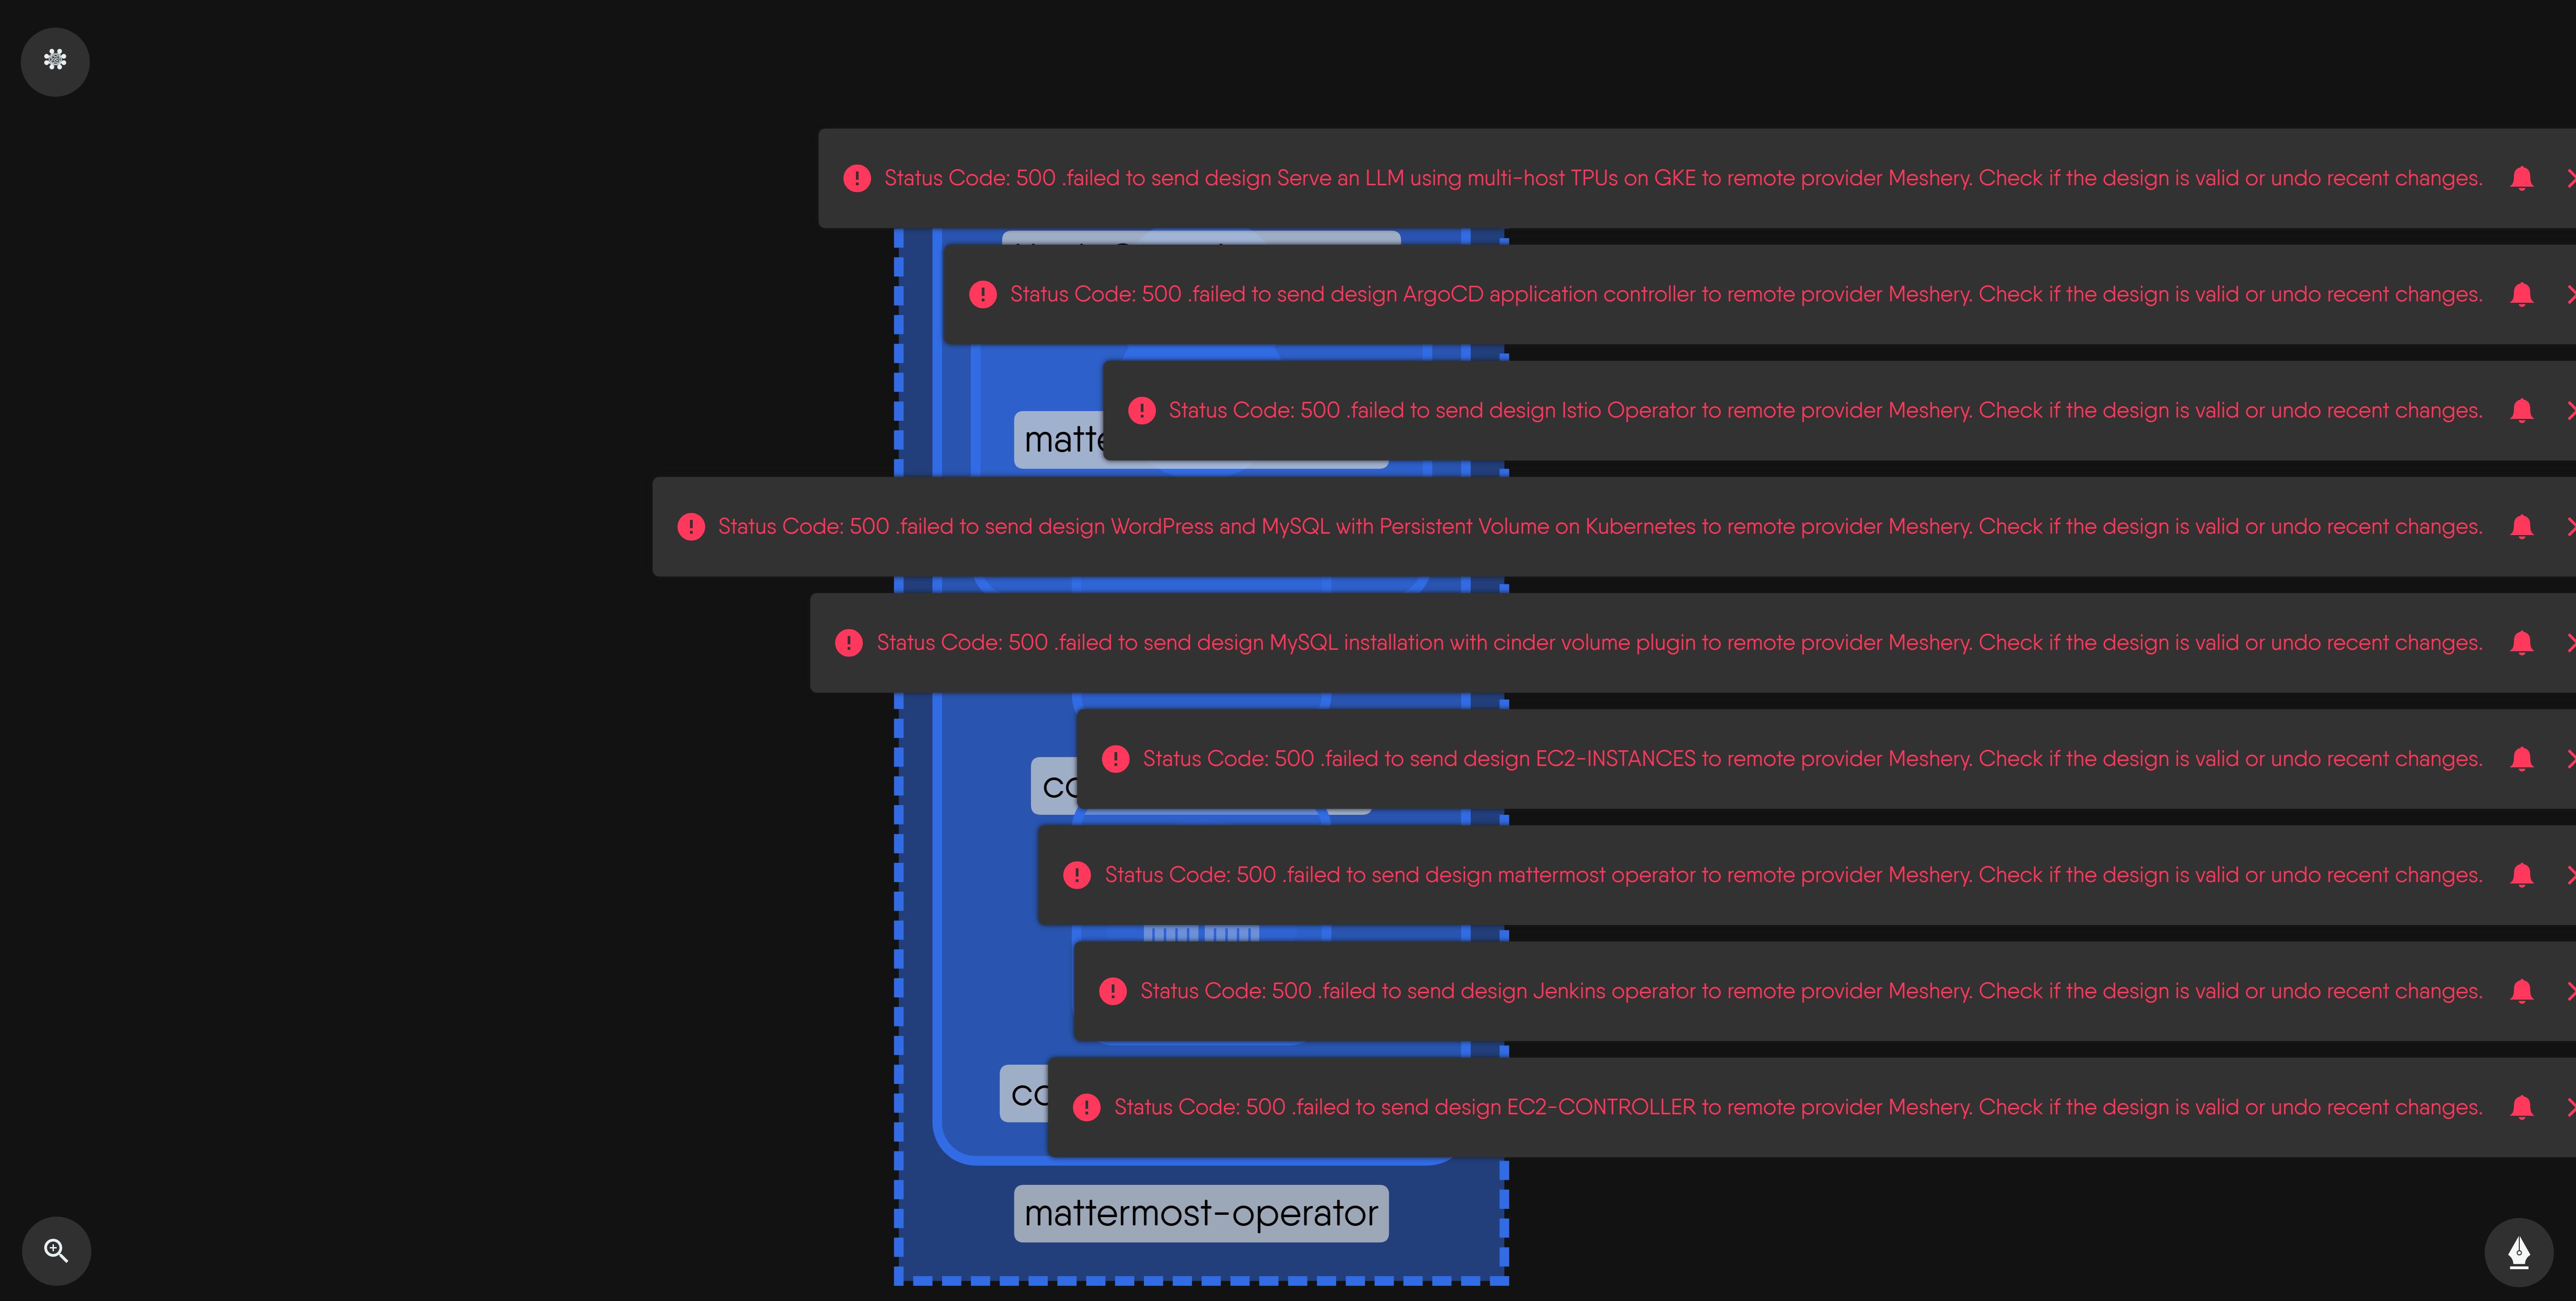 Status Code: 500 .failed to send design Serve an LLM using multi-host TPUs on GKE to remote provider Meshery. Check if the design is valid or undo recent changes.
Status Code: 500 .failed to send design ArgoCD application controller to remote provider Meshery. Check if the design is valid or undo recent changes.
Status Code: 500 .failed to send design Istio Operator to remote provider Meshery. Check if the design is valid or undo recent changes.
Status Code: 500 .failed to send design WordPress and MySQL with Persistent Volume on Kubernetes to remote provider Meshery. Check if the design is valid or undo recent changes.
Status Code: 500 .failed to send design MySQL installation with cinder volume plugin to remote provider Meshery. Check if the design is valid or undo recent changes.
Status Code: 500 .failed to send design EC2-INSTANCES to remote provider Meshery. Check if the design is valid or undo recent changes.
Status Code: 500 .failed to send design mattermost operator to remote provider Meshery. Check if the design is valid or undo recent changes.
Status Code: 500 .failed to send design Jenkins operator to remote provider Meshery. Check if the design is valid or undo recent changes.
Status Code: 500 .failed to send design EC2-CONTROLLER to remote provider Meshery. Check if the design is valid or undo recent changes.
mattermost-operator